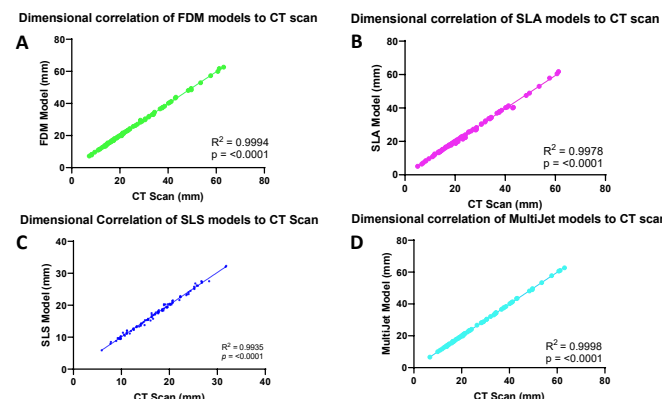 Dimensional correlation of FDM models to CT scan
A
FDM Model (mm)
80
60
40
20
0
R² = 0.9994
p = <0.0001
0 20 40 60 80
CT Scan (mm)
Dimensional correlation of SLA models to CT scan
B
SLA Model (mm)
80
60
40
20
0
R² = 0.9978
p = <0.0001
0 20 40 60 80
CT Scan (mm)
Dimensional Correlation of SLS models to CT Scan
C
SLS Model (mm)
40
30
20
10
0
R² = 0.9935
p = <0.0001
0 10 20 30 40
CT Scan (mm)
Dimensional correlation of MultiJet models to CT scan
D
MultiJet Model (mm)
80
60
40
20
0
R² = 0.9998
p = <0.0001
0 20 40 60 80
CT Scan (mm)